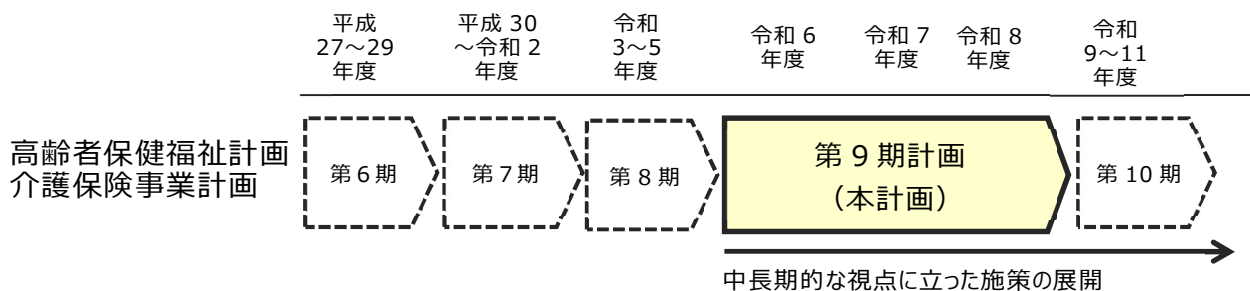 平成
27～29
年度
平成 30
～令和 2
年度
令和
3～5
年度
令和 6
年度
令和 7
年度
令和 8
年度
令和
9～11
年度
高齢者保健福祉計画
介護保険事業計画
第 6 期
第 7 期
第 8 期
第 9 期計画
（本計画）
第 10 期
中長期的な視点に立った施策の展開